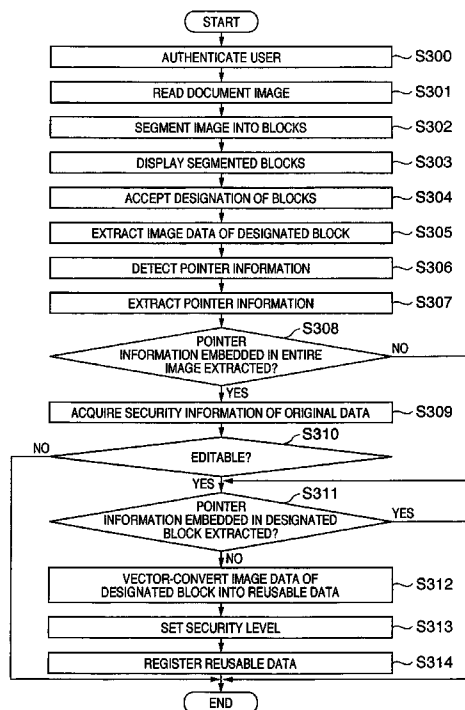 START
AUTHENTICATE USER S300
READ DOCUMENT IMAGE S301
SEGMENT IMAGE INTO BLOCKS S302
DISPLAY SEGMENTED BLOCKS S303
ACCEPT DESIGNATION OF BLOCKS S304
EXTRACT IMAGE DATA OF DESIGNATED BLOCK S305
DETECT POINTER INFORMATION S306
EXTRACT POINTER INFORMATION S307
S308
POINTER
INFORMATION EMBEDDED IN ENTIRE
IMAGE EXTRACTED?
NO
YES
ACQUIRE SECURITY INFORMATION OF ORIGINAL DATA S309
S310
NO
EDITABLE?
YES
S311
POINTER
INFORMATION EMBEDDED IN DESIGNATED
BLOCK EXTRACTED?
YES
NO
VECTOR-CONVERT IMAGE DATA OF
DESIGNATED BLOCK INTO REUSABLE DATA S312
SET SECURITY LEVEL S313
REGISTER REUSABLE DATA S314
END